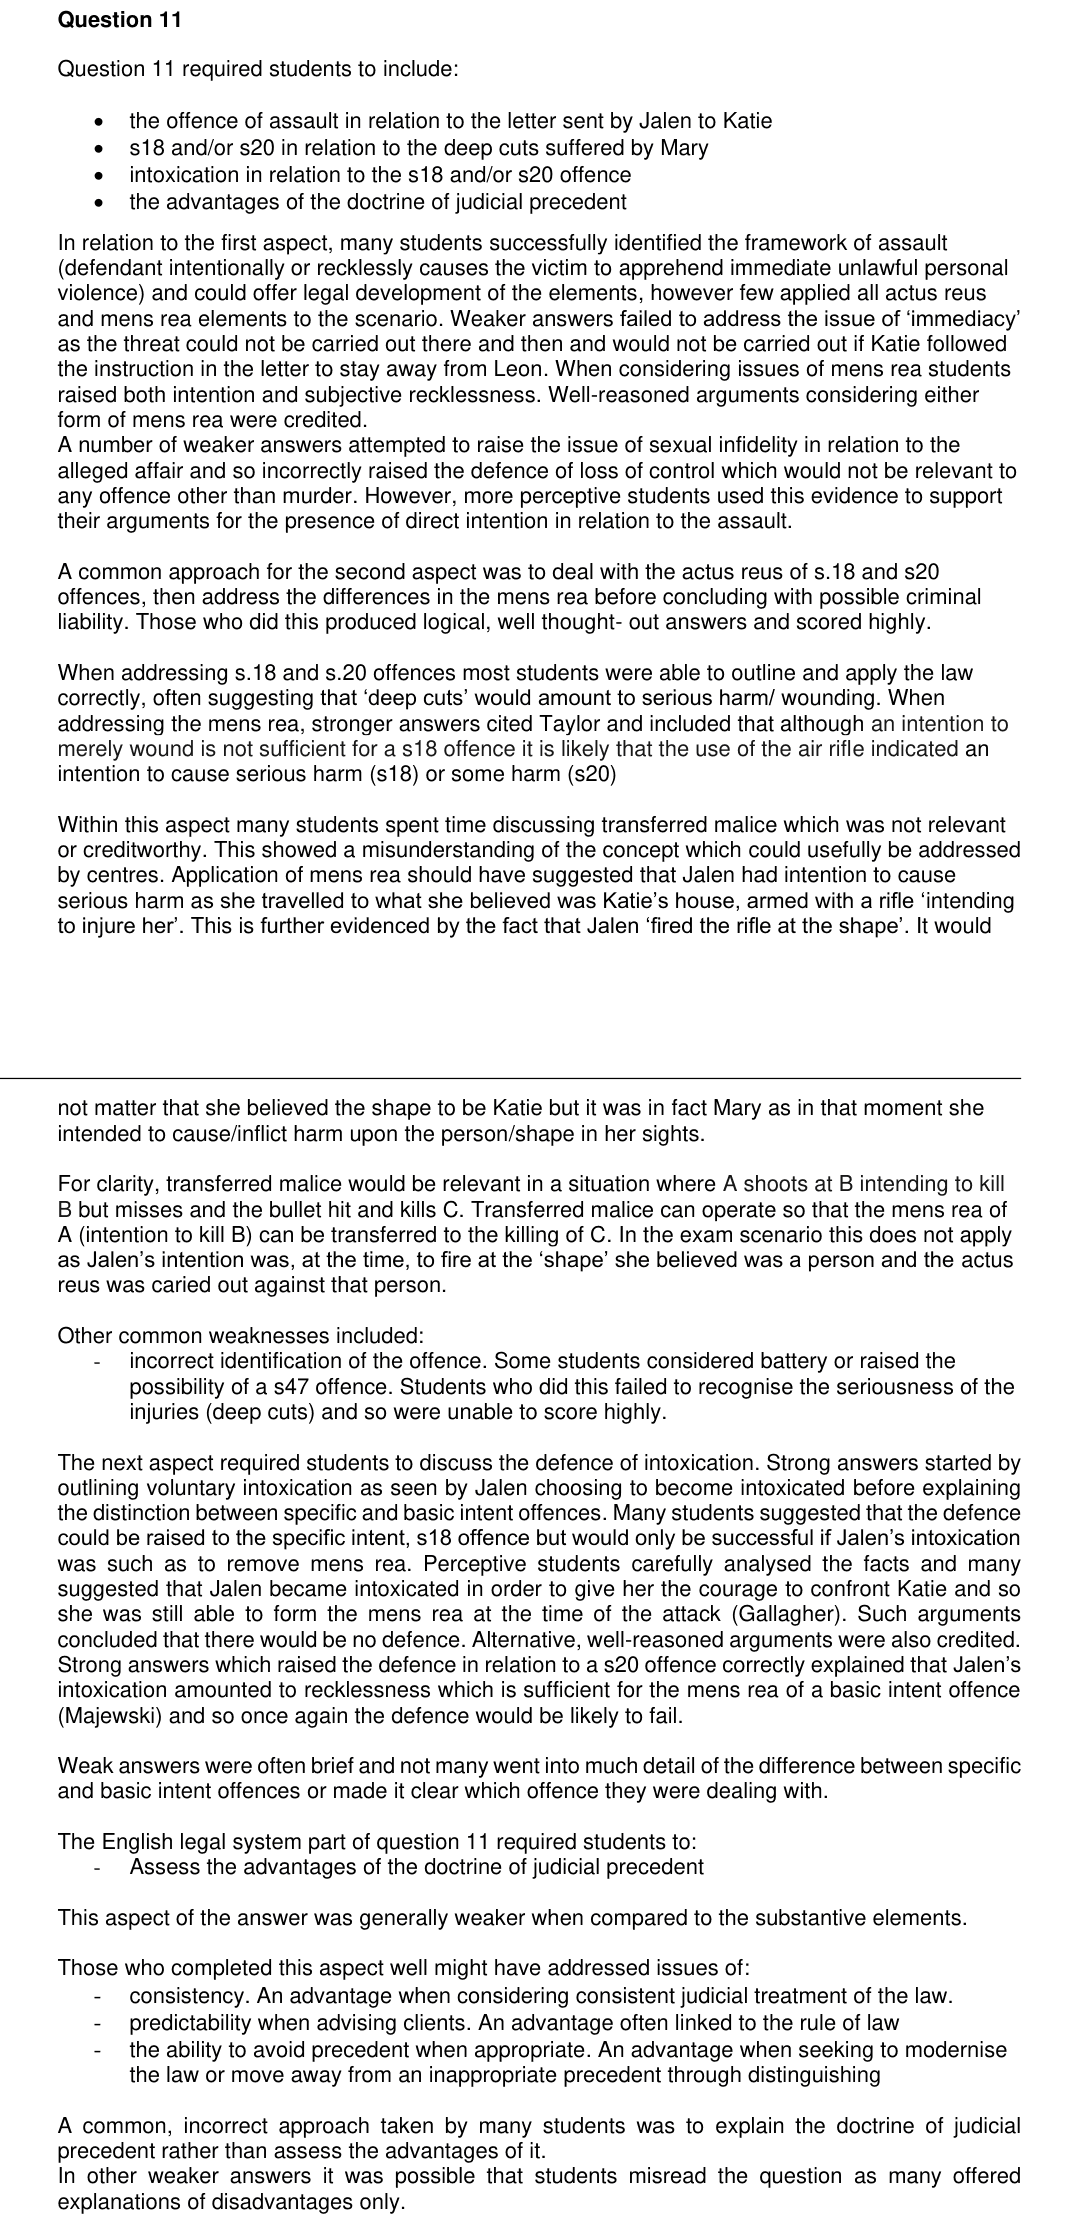 Question 11
Question 11 required students to include:
• the offence of assault in relation to the letter sent by Jalen to Katie
• s18 and/or s20 in relation to the deep cuts suffered by Mary
• intoxication in relation to the s18 and/or s20 offence
• the advantages of the doctrine of judicial precedent
In relation to the first aspect, many students successfully identified the framework of assault
(defendant intentionally or recklessly causes the victim to apprehend immediate unlawful personal
violence) and could offer legal development of the elements, however few applied all actus reus
and mens rea elements to the scenario. Weaker answers failed to address the issue of ‘immediacy’
as the threat could not be carried out there and then and would not be carried out if Katie followed
the instruction in the letter to stay away from Leon. When considering issues of mens rea students
raised both intention and subjective recklessness. Well-reasoned arguments considering either
form of mens rea were credited.
A number of weaker answers attempted to raise the issue of sexual infidelity in relation to the
alleged affair and so incorrectly raised the defence of loss of control which would not be relevant to
any offence other than murder. However, more perceptive students used this evidence to support
their arguments for the presence of direct intention in relation to the assault.
A common approach for the second aspect was to deal with the actus reus of s.18 and s20
offences, then address the differences in the mens rea before concluding with possible criminal
liability. Those who did this produced logical, well thought- out answers and scored highly.
When addressing s.18 and s.20 offences most students were able to outline and apply the law
correctly, often suggesting that ‘deep cuts’ would amount to serious harm/ wounding. When
addressing the mens rea, stronger answers cited Taylor and included that although an intention to
merely wound is not sufficient for a s18 offence it is likely that the use of the air rifle indicated an
intention to cause serious harm (s18) or some harm (s20)
Within this aspect many students spent time discussing transferred malice which was not relevant
or creditworthy. This showed a misunderstanding of the concept which could usefully be addressed
by centres. Application of mens rea should have suggested that Jalen had intention to cause
serious harm as she travelled to what she believed was Katie’s house, armed with a rifle ‘intending
to injure her’. This is further evidenced by the fact that Jalen ‘fired the rifle at the shape’. It would
not matter that she believed the shape to be Katie but it was in fact Mary as in that moment she
intended to cause/inflict harm upon the person/shape in her sights.
For clarity, transferred malice would be relevant in a situation where A shoots at B intending to kill
B but misses and the bullet hit and kills C. Transferred malice can operate so that the mens rea of
A (intention to kill B) can be transferred to the killing of C. In the exam scenario this does not apply
as Jalen’s intention was, at the time, to fire at the ‘shape’ she believed was a person and the actus
reus was caried out against that person.
Other common weaknesses included:
- incorrect identification of the offence. Some students considered battery or raised the
possibility of a s47 offence. Students who did this failed to recognise the seriousness of the
injuries (deep cuts) and so were unable to score highly.
The next aspect required students to discuss the defence of intoxication. Strong answers started by
outlining voluntary intoxication as seen by Jalen choosing to become intoxicated before explaining
the distinction between specific and basic intent offences. Many students suggested that the defence
could be raised to the specific intent, s18 offence but would only be successful if Jalen’s intoxication
was such as to remove mens rea. Perceptive students carefully analysed the facts and many
suggested that Jalen became intoxicated in order to give her the courage to confront Katie and so
she was still able to form the mens rea at the time of the attack (Gallagher). Such arguments
concluded that there would be no defence. Alternative, well-reasoned arguments were also credited.
Strong answers which raised the defence in relation to a s20 offence correctly explained that Jalen’s
intoxication amounted to recklessness which is sufficient for the mens rea of a basic intent offence
(Majewski) and so once again the defence would be likely to fail.
Weak answers were often brief and not many went into much detail of the difference between specific
and basic intent offences or made it clear which offence they were dealing with.
The English legal system part of question 11 required students to:
- Assess the advantages of the doctrine of judicial precedent
This aspect of the answer was generally weaker when compared to the substantive elements.
Those who completed this aspect well might have addressed issues of:
- consistency. An advantage when considering consistent judicial treatment of the law.
- predictability when advising clients. An advantage often linked to the rule of law
- the ability to avoid precedent when appropriate. An advantage when seeking to modernise
the law or move away from an inappropriate precedent through distinguishing
A common, incorrect approach taken by many students was to explain the doctrine of judicial
precedent rather than assess the advantages of it.
In other weaker answers it was possible that students misread the question as many offered
explanations of disadvantages only.